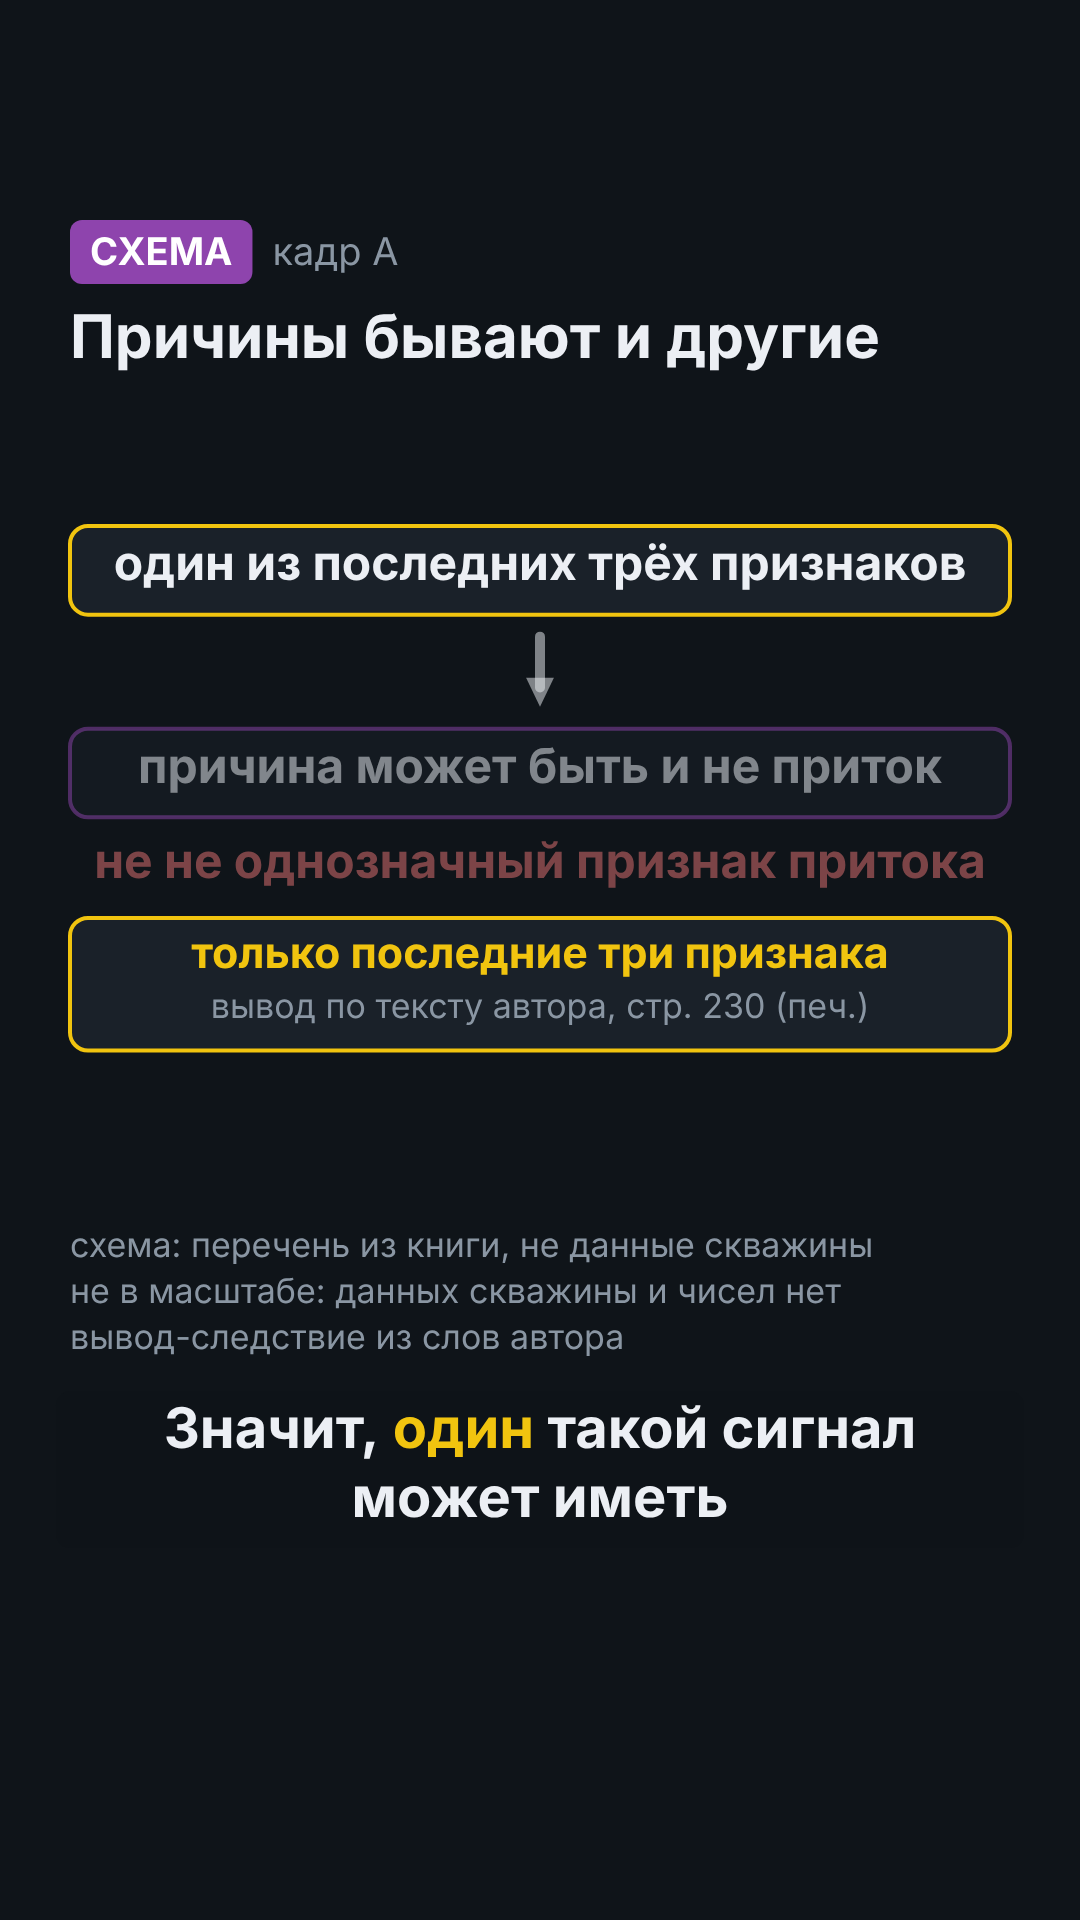 СХЕМА кадр А
Причины бывают и другие
один из последних трёх признаков
причина может быть и не приток
не не однозначный признак притока
только последние три признака
вывод по тексту автора, стр. 230 (печ.)
схема: перечень из книги, не данные скважины
не в масштабе: данных скважины и чисел нет
вывод-следствие из слов автора
Значит, один такой сигнал
может иметь